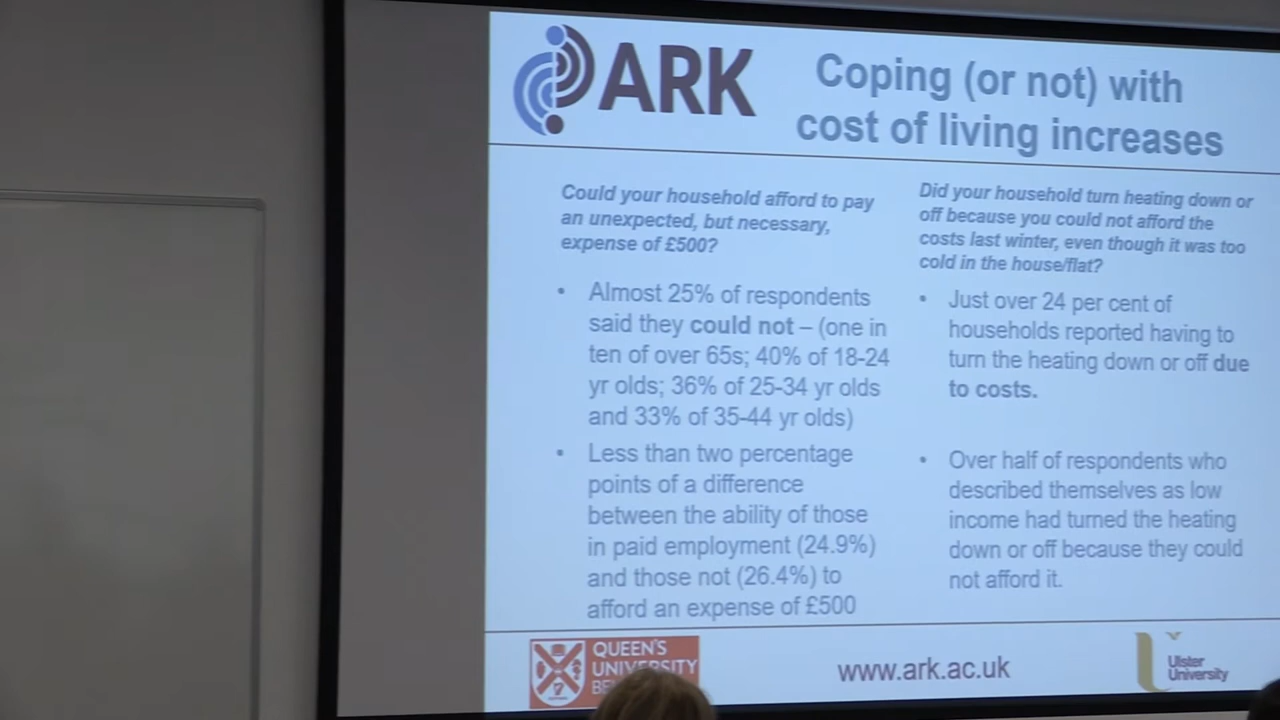 ARK
Coping (or not) with
cost of living increases
Could your household afford to pay
an unexpected, but necessary,
expense of £500?
• Almost 25% of respondents
said they could not – (one in
ten of over 65s; 40% of 18-24
yr olds; 36% of 25-34 yr olds
and 33% of 35-44 yr olds)
• Less than two percentage
points of a difference
between the ability of those
in paid employment (24.9%)
and those not (26.4%) to
afford an expense of £500
Did your household turn heating down or
off because you could not afford the
costs last winter, even though it was too
cold in the house/flat?
• Just over 24 per cent of
households reported having to
turn the heating down or off due
to costs.
• Over half of respondents who
described themselves as low
income had turned the heating
down or off because they could
not afford it.
QUEEN'S
UNIVERSITY
www.ark.ac.uk
Ulster
University